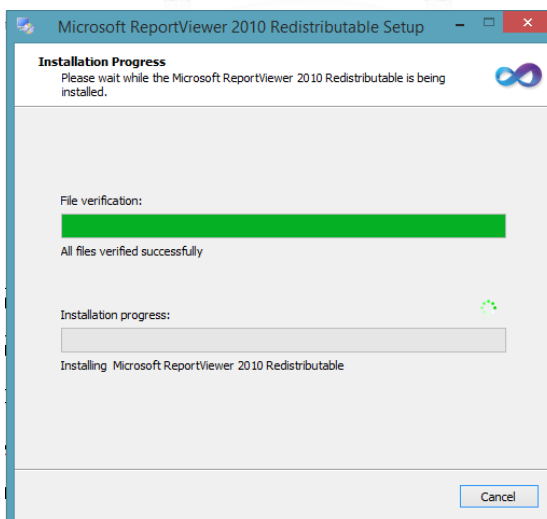 Microsoft ReportViewer 2010 Redistributable Setup
Installation Progress
Please wait while the Microsoft ReportViewer 2010 Redistributable is being
installed.
File verification:
All files verified successfully
Installation progress:
Installing Microsoft ReportViewer 2010 Redistributable
Cancel